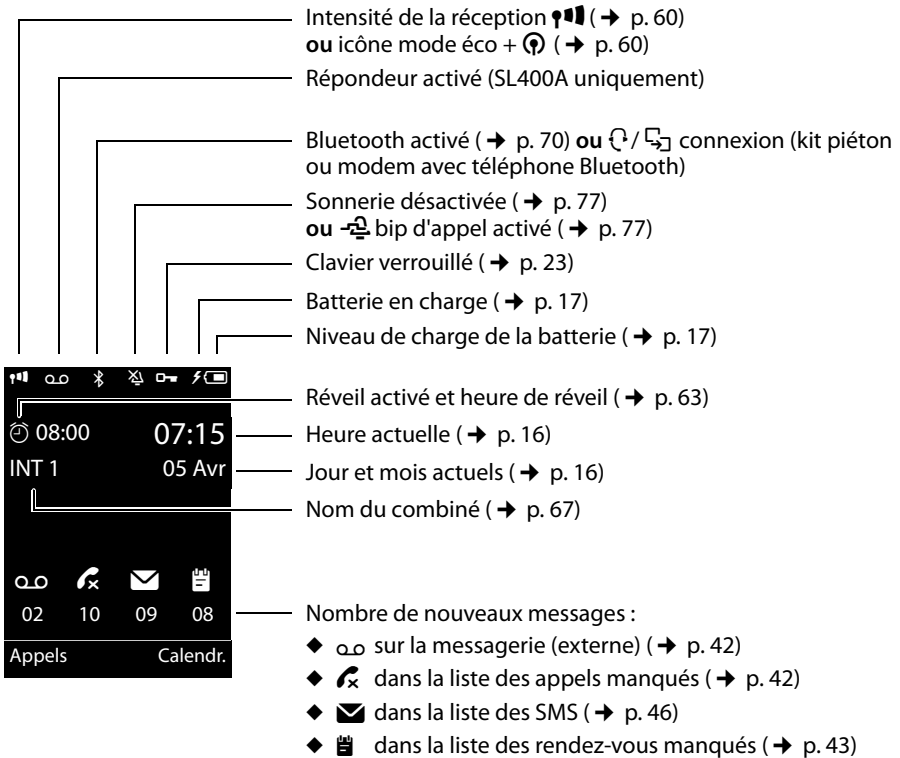 Intensité de la réception (➔ p. 60)
ou icône mode éco + (➔ p. 60)
Répondeur activé (SL400A uniquement)
Bluetooth activé (➔ p. 70) ou / connexion (kit piéton
ou modem avec téléphone Bluetooth)
Sonnerie désactivée (➔ p. 77)
ou bip d'appel activé (➔ p. 77)
Clavier verrouillé (➔ p. 23)
Batterie en charge (➔ p. 17)
Niveau de charge de la batterie (➔ p. 17)
Réveil activé et heure de réveil (➔ p. 63)
08:00 07:15
Heure actuelle (➔ p. 16)
INT 1 05 Avr
Jour et mois actuels (➔ p. 16)
Nom du combiné (➔ p. 67)
02 10 09 08
Nombre de nouveaux messages :
Appels Calendr.
◆ sur la messagerie (externe) (➔ p. 42)
◆ dans la liste des appels manqués (➔ p. 42)
◆ dans la liste des SMS (➔ p. 46)
◆ dans la liste des rendez-vous manqués (➔ p. 43)